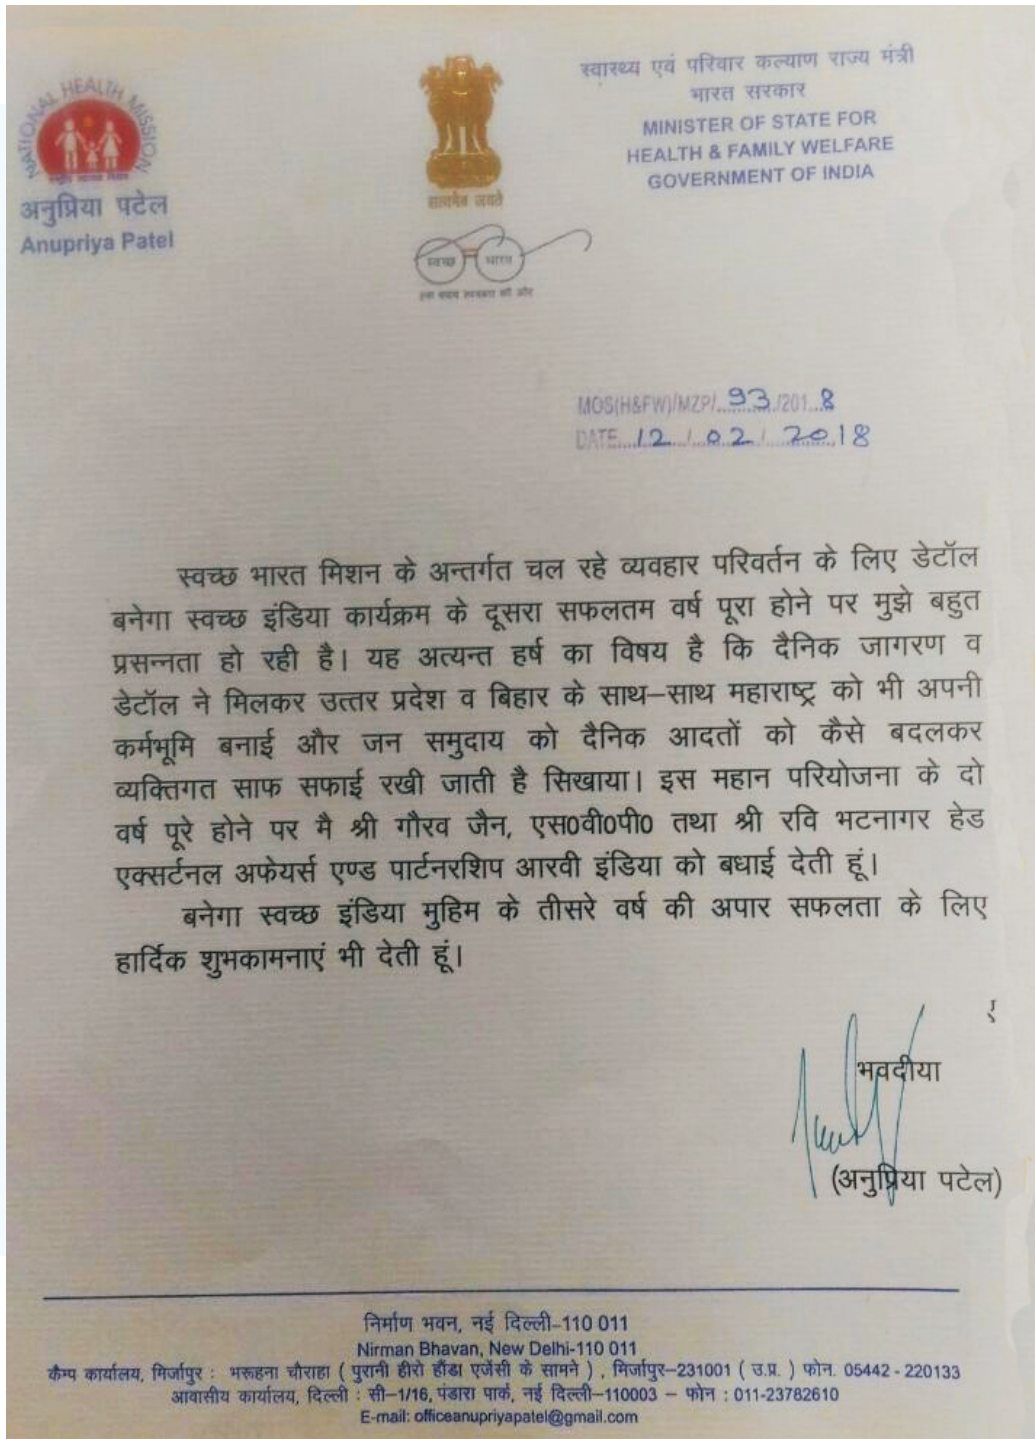 NATIONAL HEALTH MISSION
राष्ट्रीय स्वास्थ्य मिशन
अनुप्रिया पटेल
Anupriya Patel
सत्यमेव जयते
स्वच्छ भारत
एक कदम स्वच्छता की ओर
स्वास्थ्य एवं परिवार कल्याण राज्य मंत्री
भारत सरकार
MINISTER OF STATE FOR
HEALTH & FAMILY WELFARE
GOVERNMENT OF INDIA
MOS(H&FW)/MZP/...93./201..8
DATE...12../..02../..2018
स्वच्छ भारत मिशन के अन्तर्गत चल रहे व्यवहार परिवर्तन के लिए डेटॉल
बनेगा स्वच्छ इंडिया कार्यक्रम के दूसरा सफलतम वर्ष पूरा होने पर मुझे बहुत
प्रसन्नता हो रही है। यह अत्यन्त हर्ष का विषय है कि दैनिक जागरण व
डेटॉल ने मिलकर उत्तर प्रदेश व बिहार के साथ–साथ महाराष्ट्र को भी अपनी
कर्मभूमि बनाई और जन समुदाय को दैनिक आदतों को कैसे बदलकर
व्यक्तिगत साफ सफाई रखी जाती है सिखाया। इस महान परियोजना के दो
वर्ष पूरे होने पर मै श्री गौरव जैन, एस0वी0पी0 तथा श्री रवि भटनागर हेड
एक्सर्टनल अफेयर्स एण्ड पार्टनरशिप आरवी इंडिया को बधाई देती हूं।
बनेगा स्वच्छ इंडिया मुहिम के तीसरे वर्ष की अपार सफलता के लिए
हार्दिक शुभकामनाएं भी देती हूं।
भवदीया
(अनुप्रिया पटेल)
निर्माण भवन, नई दिल्ली–110 011
Nirman Bhavan, New Delhi-110 011
कैम्प कार्यालय, मिर्जापुर : भरूहना चौराहा ( पुरानी हीरो हौंडा एजेंसी के सामने ) , मिर्जापुर–231001 ( उ.प्र. ) फोन. 05442 - 220133
आवासीय कार्यालय, दिल्ली : सी–1/16, पंडारा पार्क, नई दिल्ली–110003 – फोन : 011-23782610
E-mail: officeanupriyapatel@gmail.com